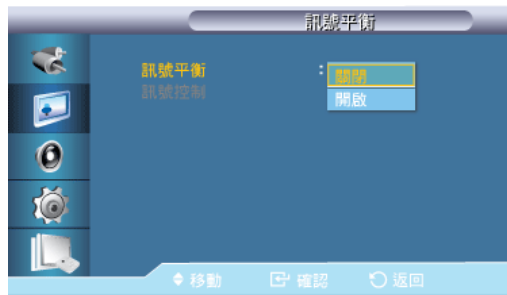 訊號平衡
訊號平衡 : 關閉
訊號控制 開啟
移動 確認 返回